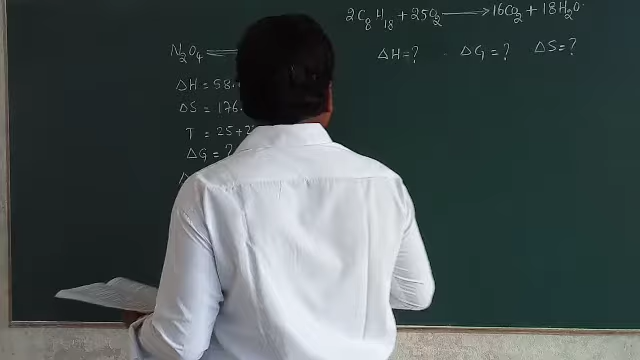 2C₈H₁₈ + 25O₂ ⟶ 16CO₂ + 18H₂O
ΔH = ? ΔG = ? ΔS = ?
N₂O₄
ΔH = 58.
ΔS = 176.
T = 25+2
ΔG = ?